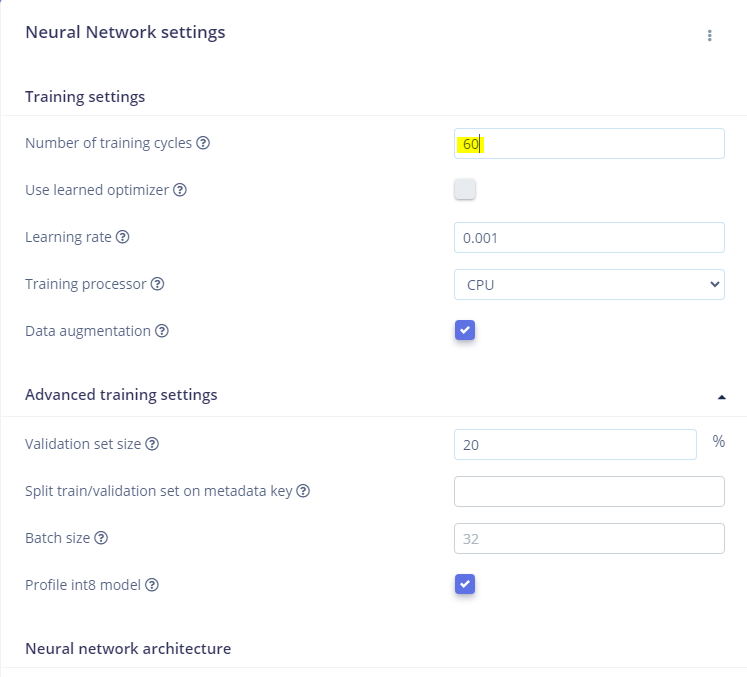 Neural Network settings
Training settings
Number of training cycles
60
Use learned optimizer
Learning rate
0.001
Training processor
CPU
Data augmentation
Advanced training settings
Validation set size
20
%
Split train/validation set on metadata key
Batch size
32
Profile int8 model
Neural network architecture